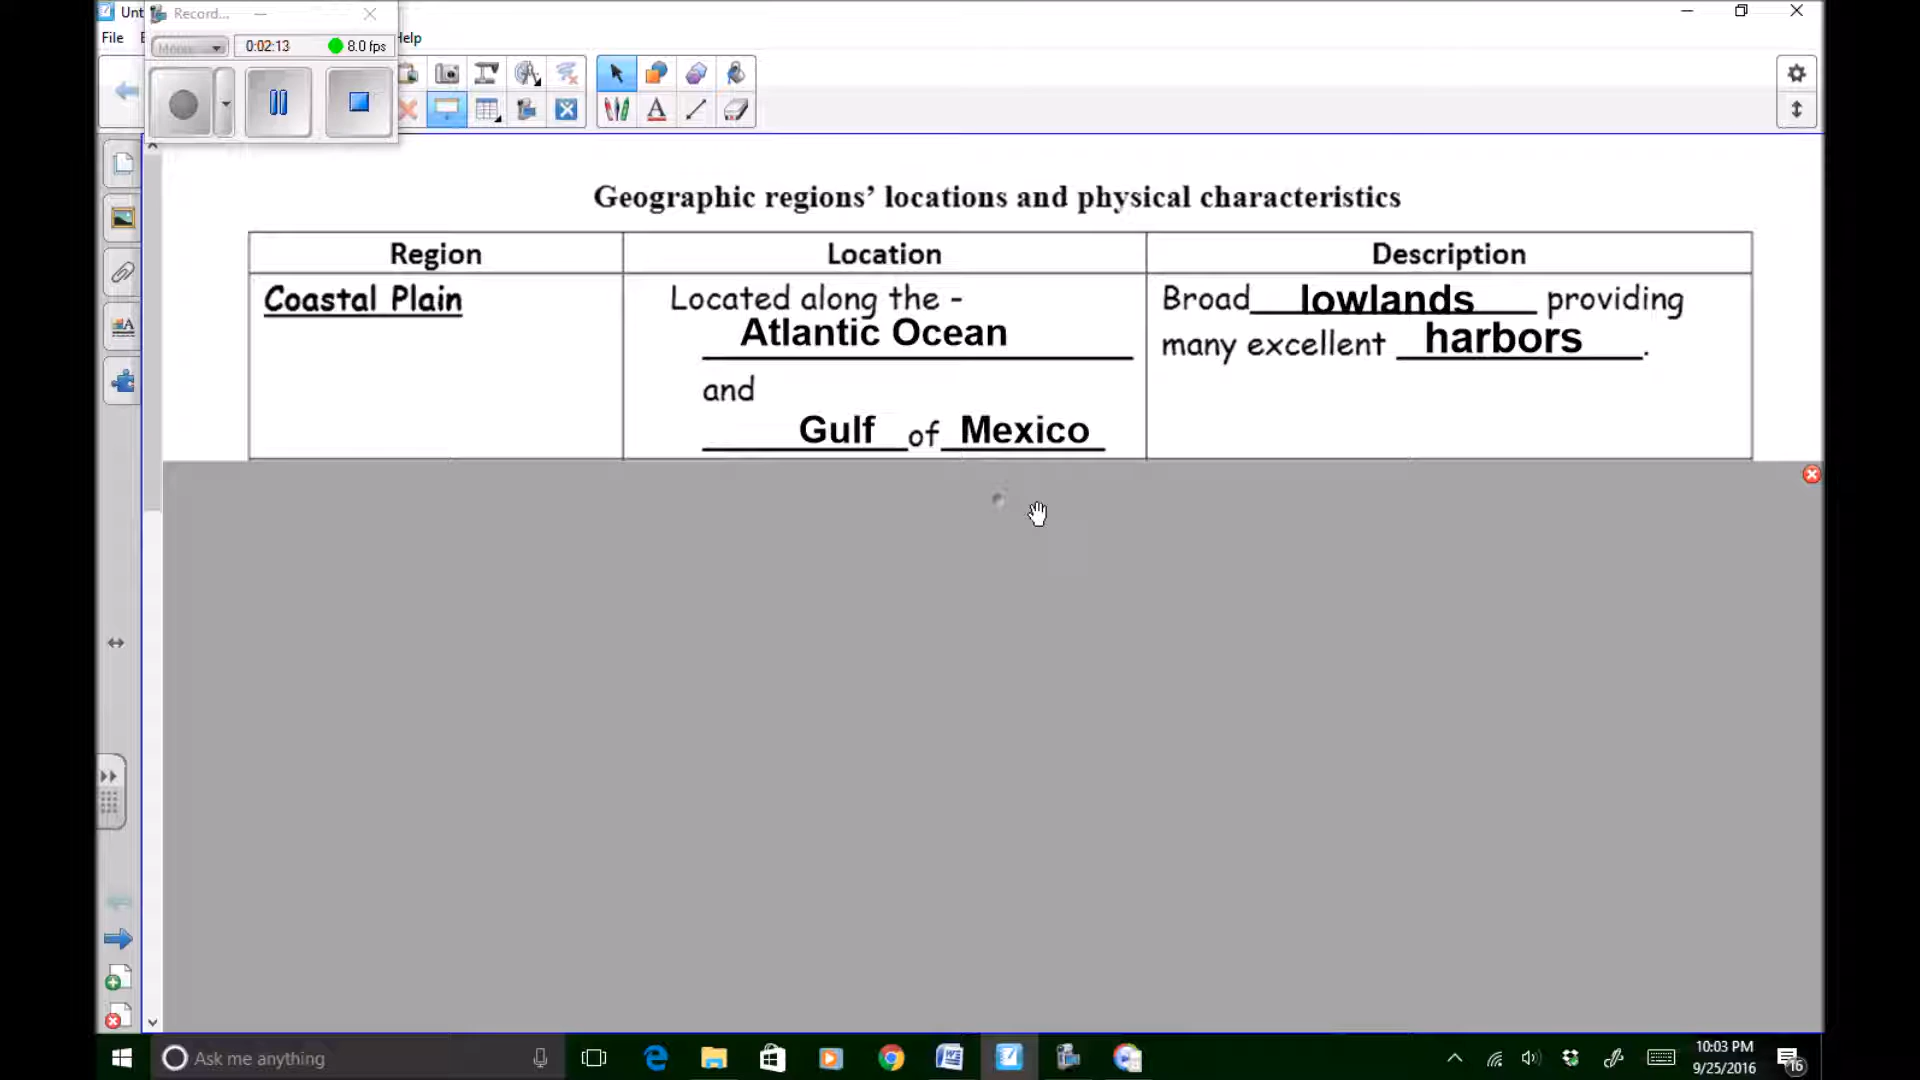 Unt
Record...
File
Help
0:02:13
8.0 fps
Geographic regions’ locations and physical characteristics
Region
Location
Description
Coastal Plain
Located along the -
Atlantic Ocean
and
Gulf of Mexico
Broad lowlands providing
many excellent harbors.
Ask me anything
10:03 PM
9/25/2016
16